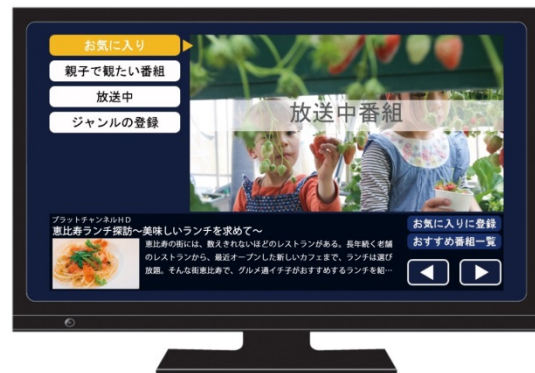 お気に入り
親子で観たい番組
放送中
ジャンルの登録
放送中番組
プラットチャンネルHD
恵比寿ランチ探訪〜美味しいランチを求めて〜
恵比寿の街には、数えきれないほどのレストランがある。長年続く老舗
のレストランから、最近オープンした新しいカフェまで、ランチは選び
放題。そんな街恵比寿で、グルメ通イチ子がおすすめするランチを紹…
お気に入りに登録
おすすめ番組一覧